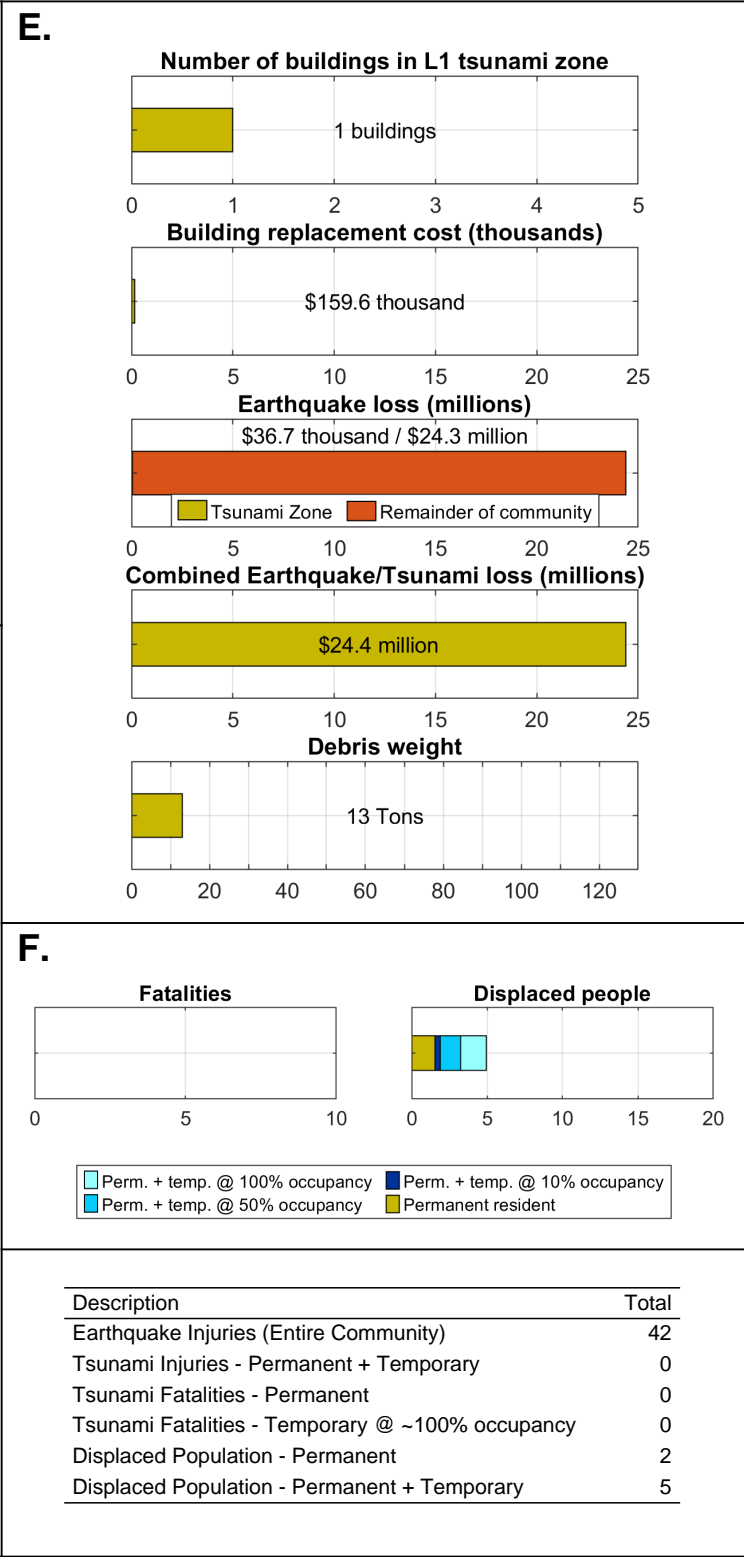 E.
Number of buildings in L1 tsunami zone
1 buildings
0 1 2 3 4 5
Building replacement cost (thousands)
$159.6 thousand
0 5 10 15 20 25
Earthquake loss (millions)
$36.7 thousand / $24.3 million
Tsunami Zone Remainder of community
0 5 10 15 20 25
Combined Earthquake/Tsunami loss (millions)
$24.4 million
0 5 10 15 20 25
Debris weight
13 Tons
0 20 40 60 80 100 120
F.
Fatalities Displaced people
0 5 10 0 5 10 15 20
Perm. + temp. @ 100% occupancy Perm. + temp. @ 10% occupancy
Perm. + temp. @ 50% occupancy Permanent resident
Description Total
Earthquake Injuries (Entire Community) 42
Tsunami Injuries - Permanent + Temporary 0
Tsunami Fatalities - Permanent 0
Tsunami Fatalities - Temporary @ ~100% occupancy 0
Displaced Population - Permanent 2
Displaced Population - Permanent + Temporary 5